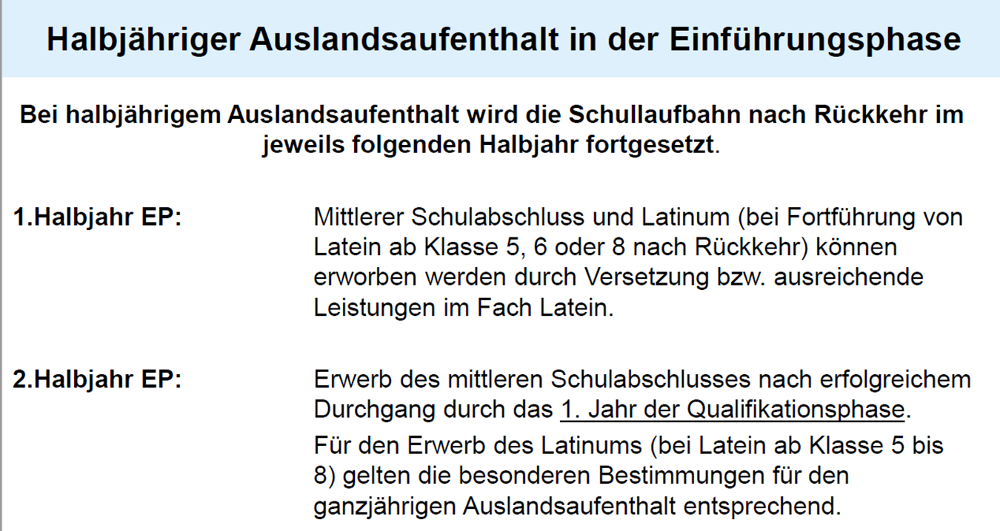 Halbjähriger Auslandsaufenthalt in der Einführungsphase
Bei halbjährigem Auslandsaufenthalt wird die Schullaufbahn nach Rückkehr im
jeweils folgenden Halbjahr fortgesetzt.
1.Halbjahr EP:
Mittlerer Schulabschluss und Latinum (bei Fortführung von
Latein ab Klasse 5, 6 oder 8 nach Rückkehr) können
erworben werden durch Versetzung bzw. ausreichende
Leistungen im Fach Latein.
2.Halbjahr EP:
Erwerb des mittleren Schulabschlusses nach erfolgreichem
Durchgang durch das 1. Jahr der Qualifikationsphase.
Für den Erwerb des Latinums (bei Latein ab Klasse 5 bis
8) gelten die besonderen Bestimmungen für den
ganzjährigen Auslandsaufenthalt entsprechend.